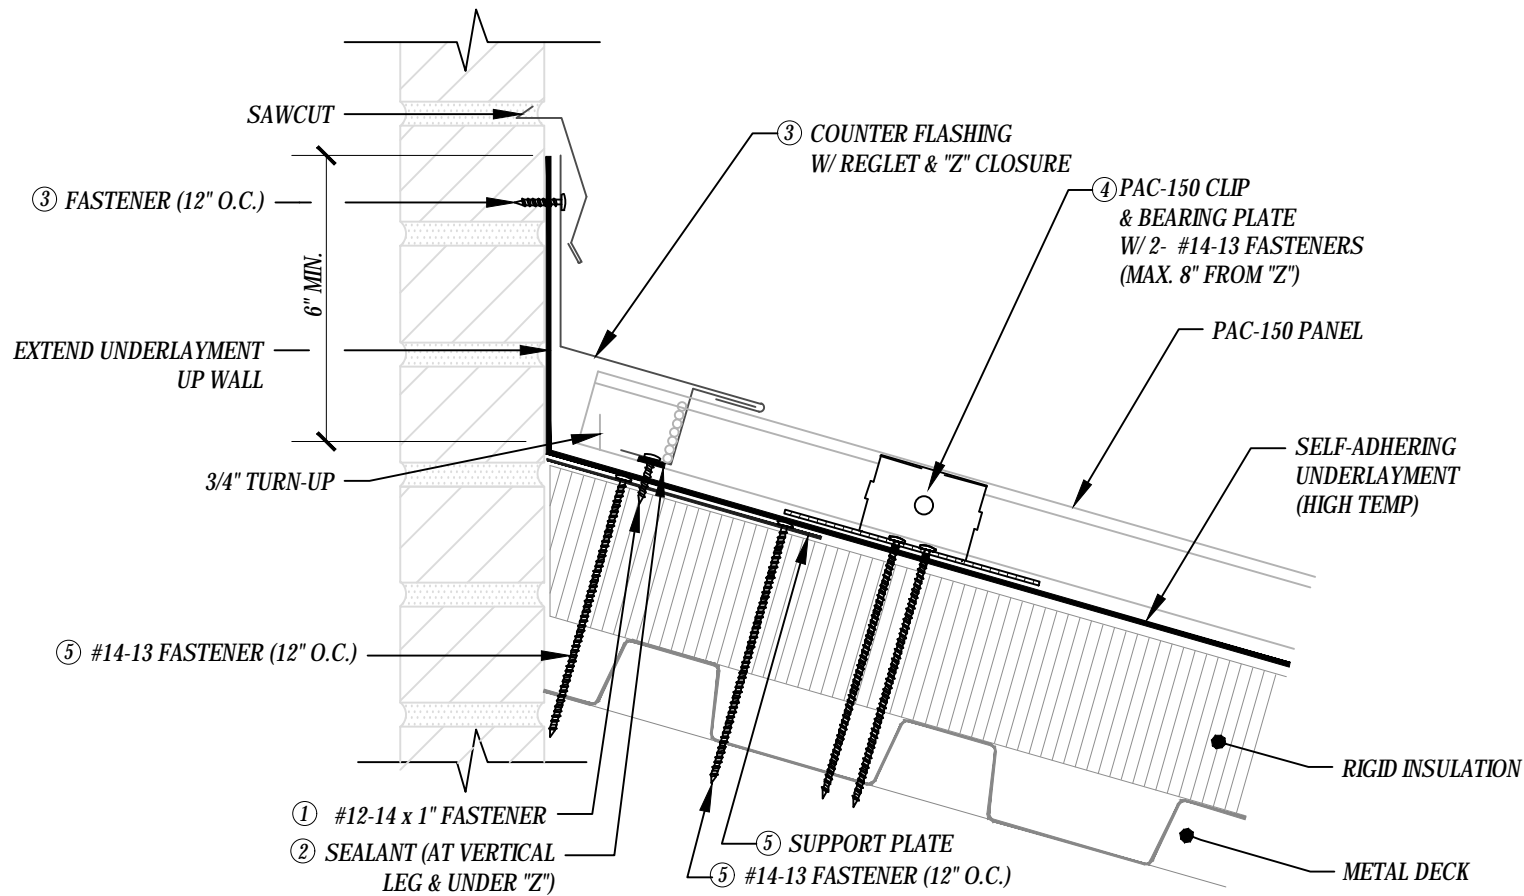 SAWCUT
③ COUNTER FLASHING
W/ REGLET & "Z" CLOSURE
③ FASTENER (12" O.C.)
④ PAC-150 CLIP
& BEARING PLATE
W/ 2- #14-13 FASTENERS
(MAX. 8" FROM "Z")
6" MIN.
PAC-150 PANEL
EXTEND UNDERLAYMENT
UP WALL
SELF-ADHERING
UNDERLAYMENT
(HIGH TEMP)
3/4" TURN-UP
⑤ #14-13 FASTENER (12" O.C.)
RIGID INSULATION
① #12-14 x 1" FASTENER
② SEALANT (AT VERTICAL
LEG & UNDER "Z")
⑤ SUPPORT PLATE
⑤ #14-13 FASTENER (12" O.C.)
METAL DECK